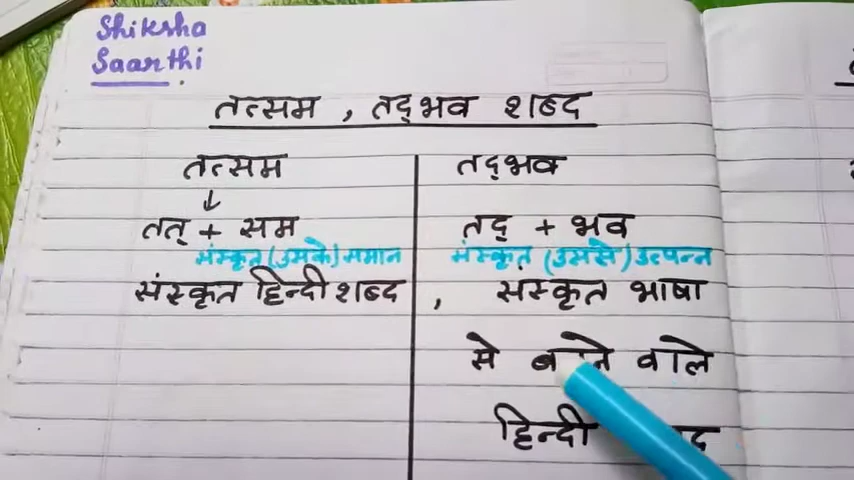 Shiksha
Saarthi
तत्सम , तद्भव शब्द
तत्सम
↓
तत् + सम
संस्कृत (उसके) समान
संस्कृत हिन्दी शब्द ,
तद्भव
तद् + भव
संस्कृत (उससे) उत्पन्न
संस्कृत भाषा
से वाले
हिन्दी